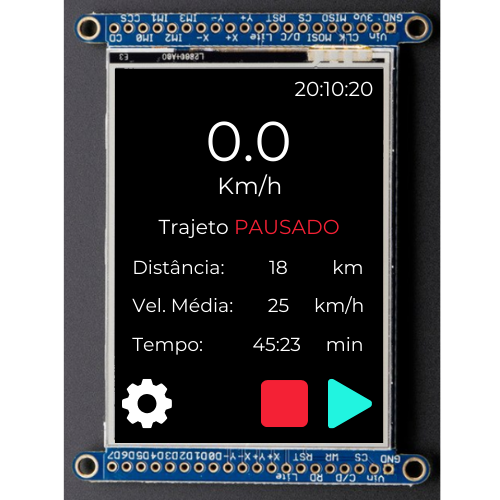 GND 3vo MISO CS RST Y+ Y- IM3 IM1 CCS
Vin CLK MOSI D/C Lite X+ X- IM2 IM0 CD
20:10:20
0.0
Km/h
Trajeto PAUSADO
Distância: 18 km
Vel. Média: 25 km/h
Tempo: 45:23 min
GND CS WR RST X+Y+X-Y- D0D1D2D3D4D5D6D7
Vin C/D RD Lite